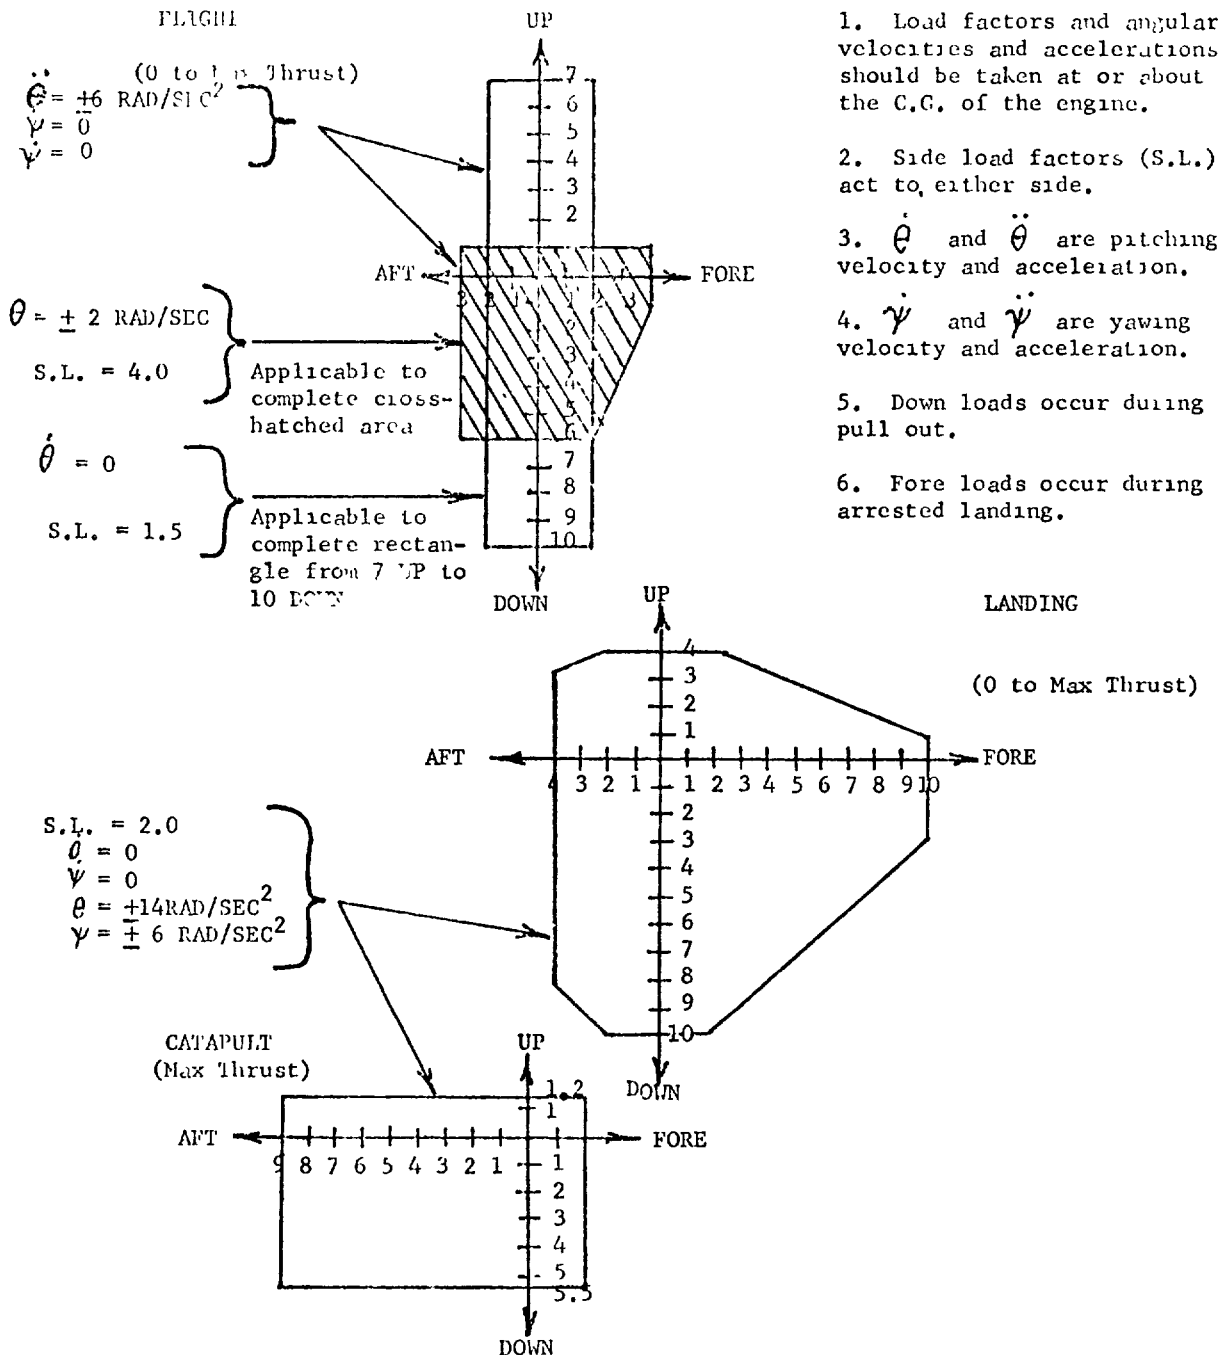 FLIGHT
(0 to Max Thrust)
θ̈ = ±6 RAD/SEC²
ψ̇ = 0
ψ̇ = 0
UP
7
6
5
4
3
2
AFT
FORE
3 2 1 1 2 3
2
3
4
5
6
7
8
9
10
DOWN
θ = ± 2 RAD/SEC
S.L. = 4.0
Applicable to
complete cross-
hatched area
θ̇ = 0
S.L. = 1.5
Applicable to
complete rectan-
gle from 7 UP to
10 DOWN
1. Load factors and angular
velocities and accelerations
should be taken at or about
the C.G. of the engine.
2. Side load factors (S.L.)
act to either side.
3. θ̇ and θ̈ are pitching
velocity and acceleration.
4. ψ̇ and ψ̈ are yawing
velocity and acceleration.
5. Down loads occur during
pull out.
6. Fore loads occur during
arrested landing.
LANDING
(0 to Max Thrust)
UP
4
3
2
1
AFT
FORE
4 3 2 1 1 2 3 4 5 6 7 8 9 10
2
3
4
5
6
7
8
9
10
DOWN
S.L. = 2.0
θ̇ = 0
ψ̇ = 0
θ = ±14RAD/SEC²
ψ = ± 6 RAD/SEC²
CATAPULT
(Max Thrust)
UP
1.2
1
AFT
FORE
9 8 7 6 5 4 3 2 1 1
2
3
4
5
5.5
DOWN